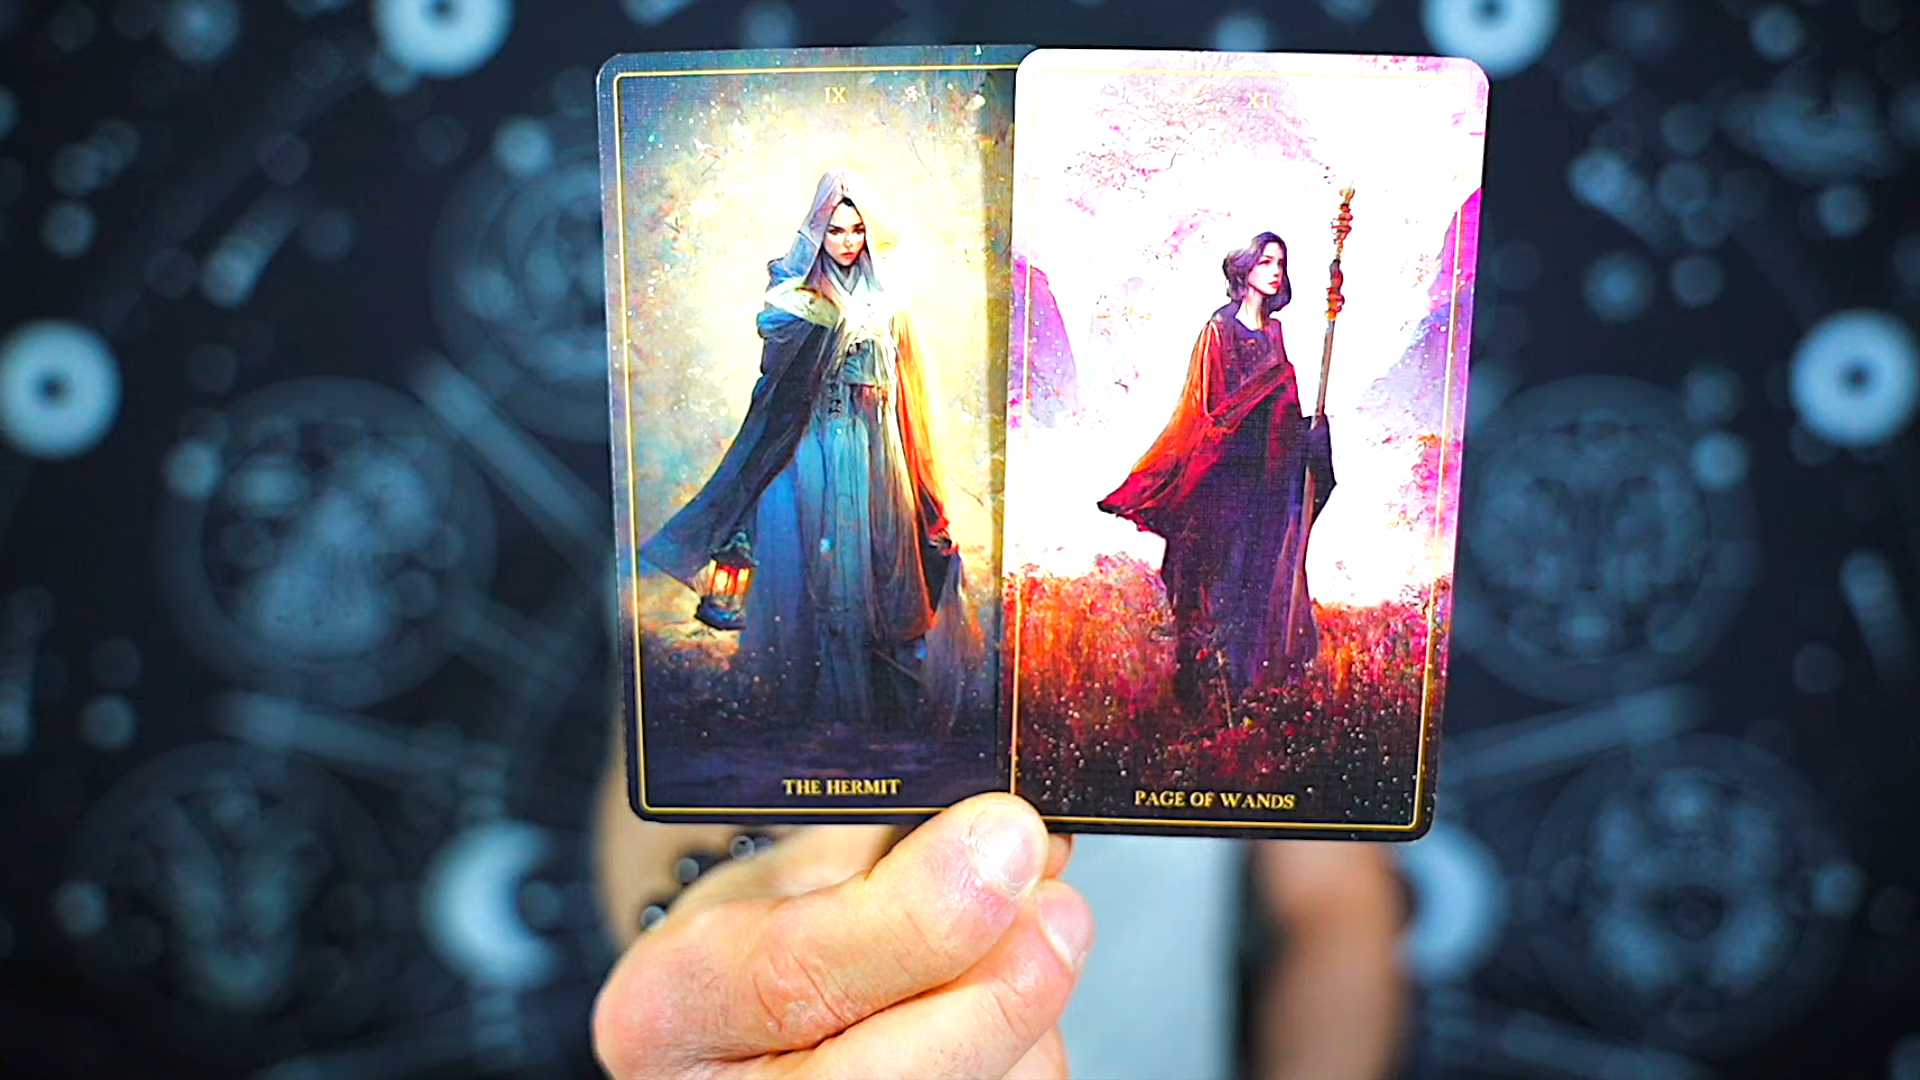 IX
THE HERMIT
XI
PAGE OF WANDS